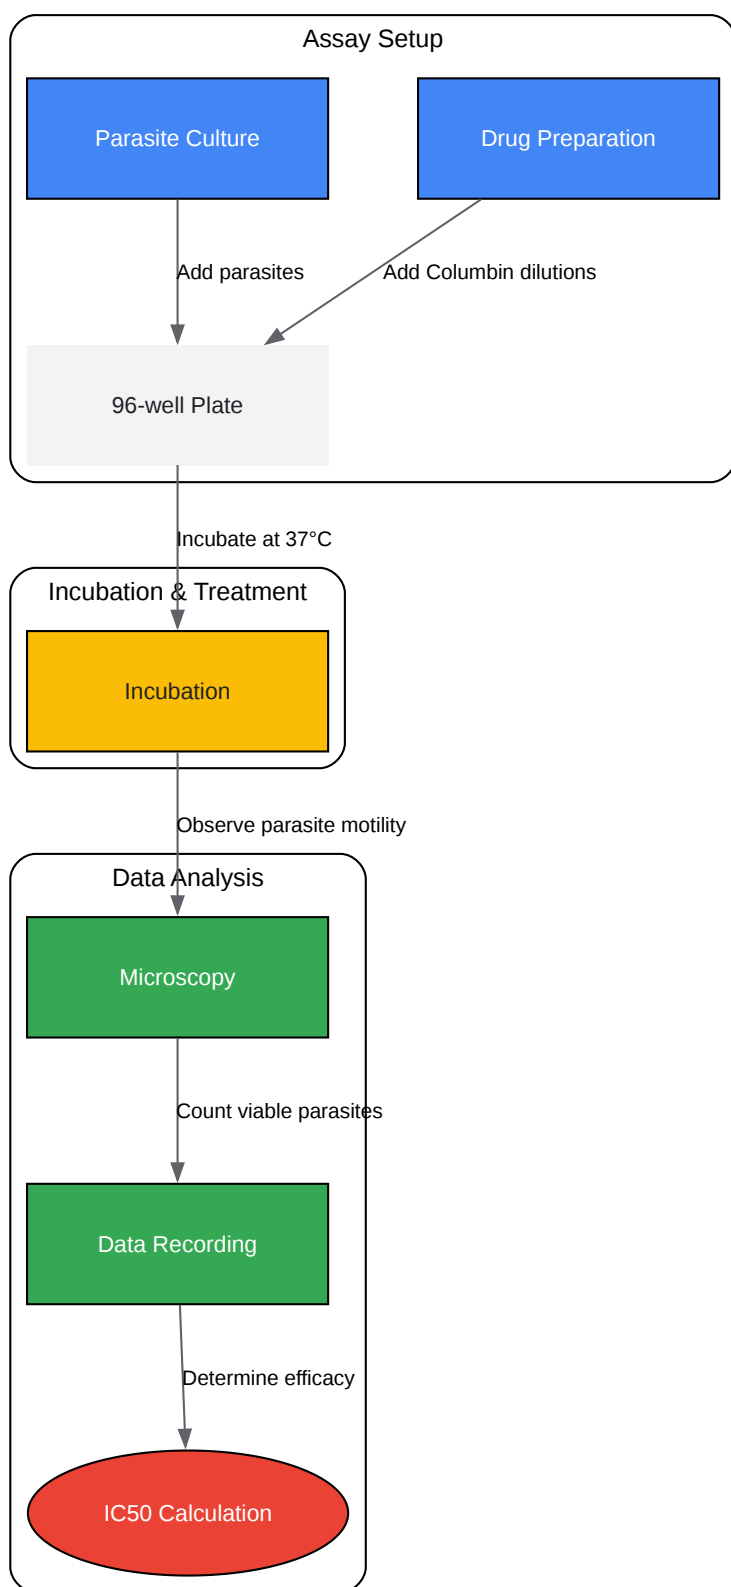 Assay Setup
Parasite Culture
Drug Preparation
Add parasites
Add Columbin dilutions
96-well Plate
Incubate at 37°C
Incubation & Treatment
Incubation
Observe parasite motility
Data Analysis
Microscopy
Count viable parasites
Data Recording
Determine efficacy
IC50 Calculation